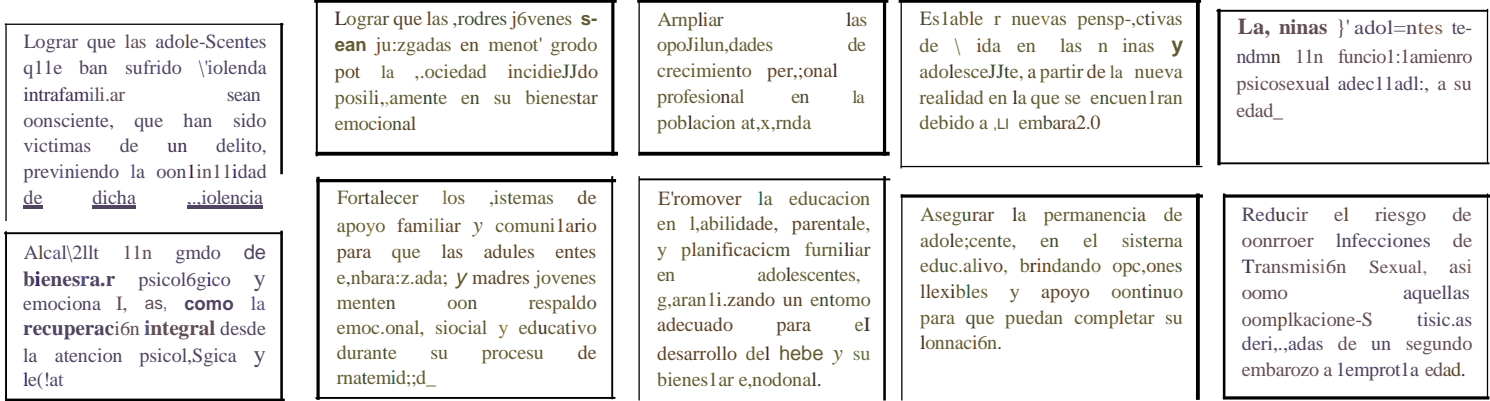 Lograr que las adole-Scentes
q11e ban sufrido \'iolenda
intrafamili.ar sean
oonsciente, que han sido
victimas de un delito,
previniendo la oon1in11idad
de dicha ..,iolencia
Lograr que las ,rodres j6venes s-
ean ju:zgadas en menot' grodo
pot la ,.ociedad incidieJJdo
posili,,amente en su bienestar
emocional
Arnpliar las
opoJilun,dades de
crecimiento per,;onal
profesional en la
poblacion at,x,rnda
Es1able r nuevas pensp-,ctivas
de \ ida en las n inas y
adolesceJJte, a partir de la nueva
realidad en la que se encuen1ran
debido a ,LI embara2.0
La, ninas }' ado1=ntes te-
ndmn 11n funcio1:1amienro
psicosexual adec11adl:, a su
edad_
Alcal\2llt 11n gmdo de
bienesra.r psicol6gico y
emociona I, as, como la
recuperaci6n integral desde
la atencion psicol,Sgica y
le(!at
Fortalecer los ,istemas de
apoyo familiar y comuni1ario
para que las adules entes
e,nbara:z.ada; y madres jovenes
menten oon respaldo
emoc.onal, siocial y educativo
durante su procesu de
rnatemid;;d_
E'romover la educacion
en l,abilidade, parentale,
y planificacicm furniliar
en adolescentes,
g,aran1i.zando un entomo
adecuado para eI
desarrollo del hebe y su
bienes1ar e,nodonal.
Asegurar la permanencia de
adole;cente, en el sisterna
educ.alivo, brindando opc,ones
llexibles y apoyo oontinuo
para que puedan completar su
lonnaci6n.
Reducir el riesgo de
oonrroer lnfecciones de
Transmisi6n Sexual, asi
oomo aquellas
oomplkacione-S tisic.as
deri,.,adas de un segundo
embarozo a 1emprot1a edad.